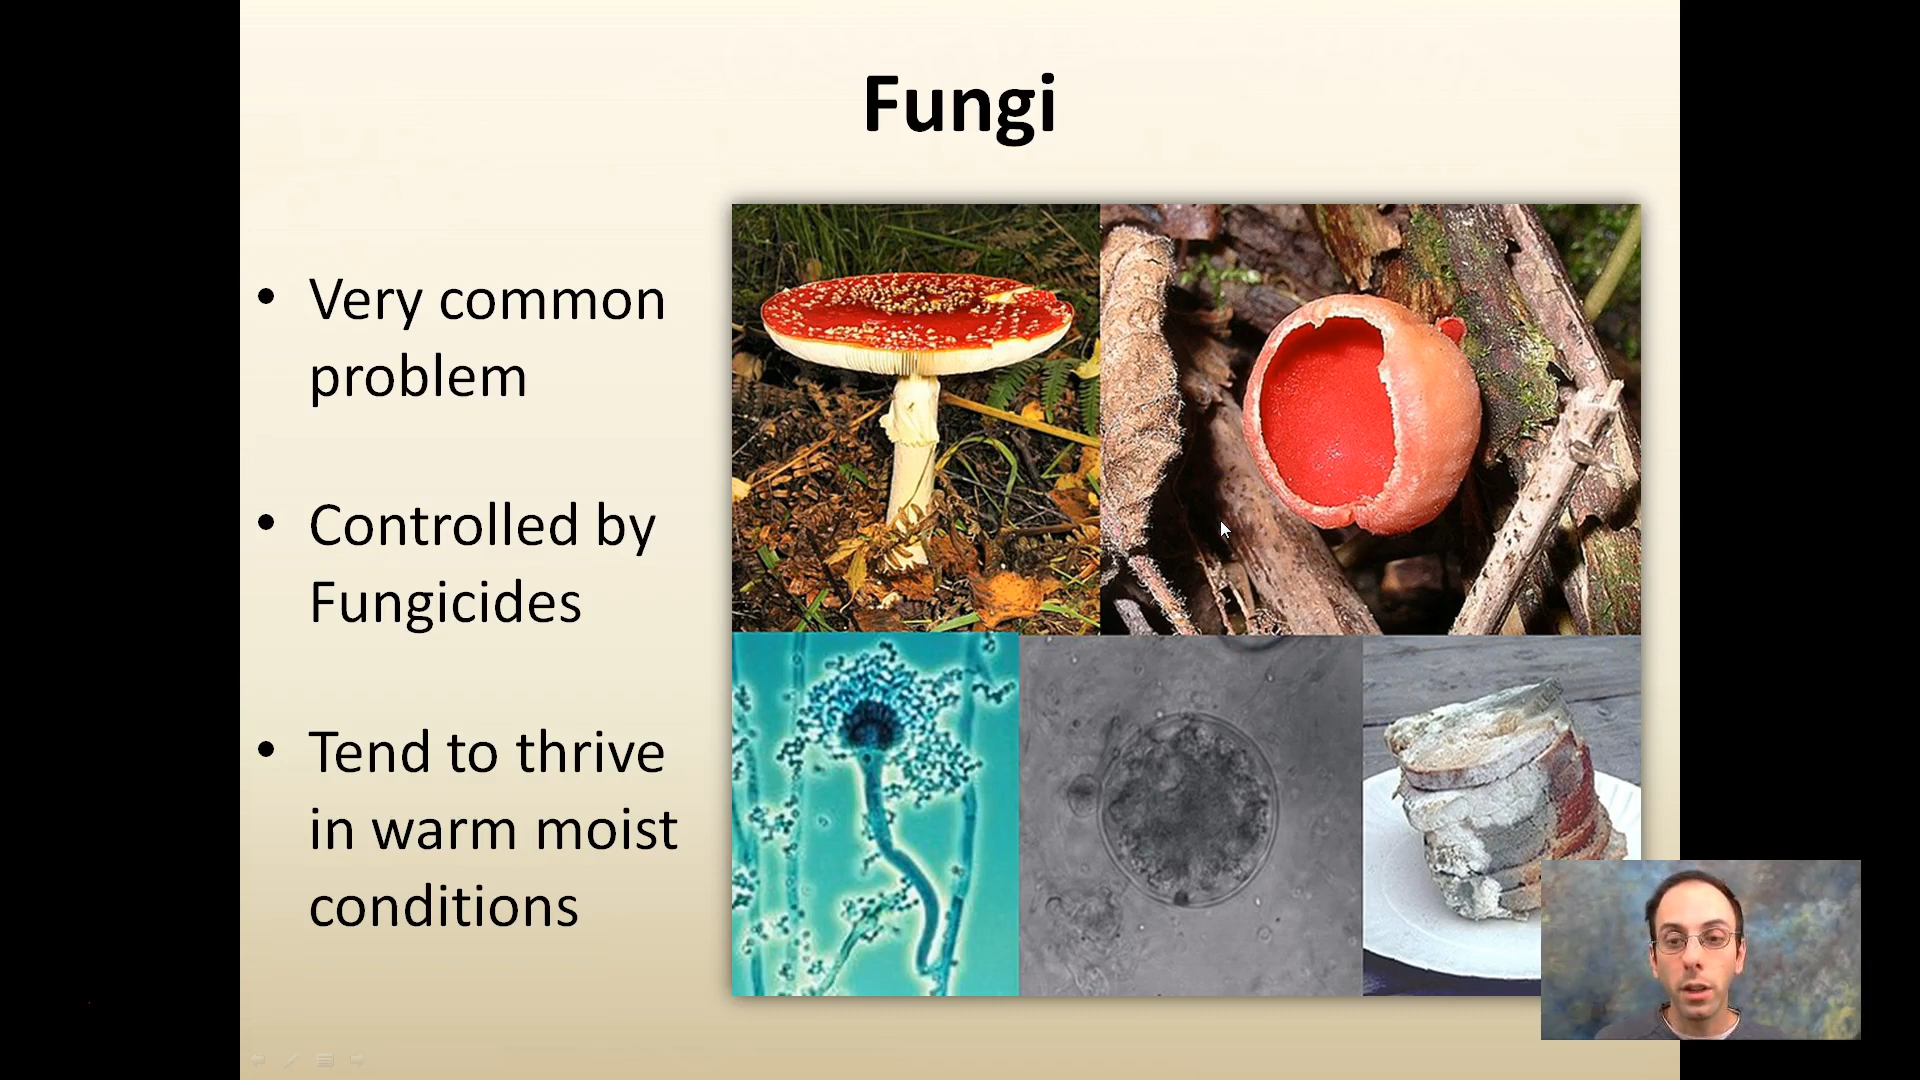 Fungi
• Very common
problem
• Controlled by
Fungicides
• Tend to thrive
in warm moist
conditions